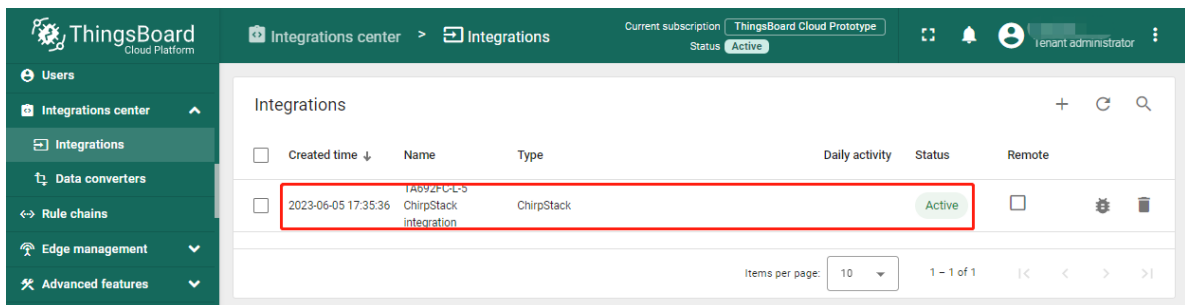 ThingsBoard
Cloud Platform
Integrations center > Integrations
Current subscription ThingsBoard Cloud Prototype
Status Active
Tenant administrator
Users
Integrations center
Integrations
Data converters
Rule chains
Edge management
Advanced features
Integrations
Created time ↓ Name Type Daily activity Status Remote
2023-06-05 17:35:36 TA692FC-L-5 ChirpStack Active
ChirpStack
integration
Items per page: 10 1 – 1 of 1